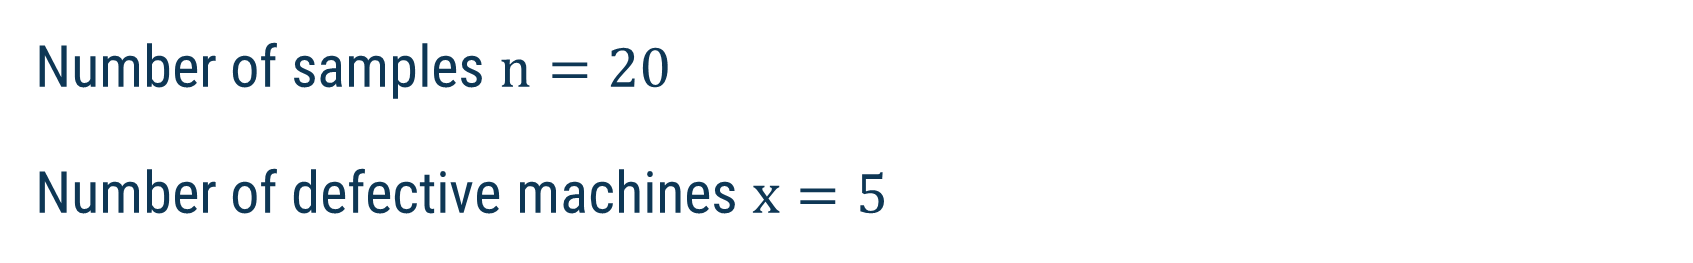 Number of samples n = 20
Number of defective machines x = 5